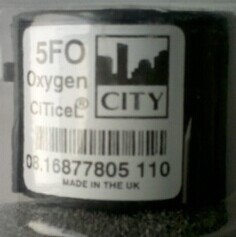 5FO
Oxygen
CiTiceL®
CITY
08.16877805 110
MADE IN THE UK